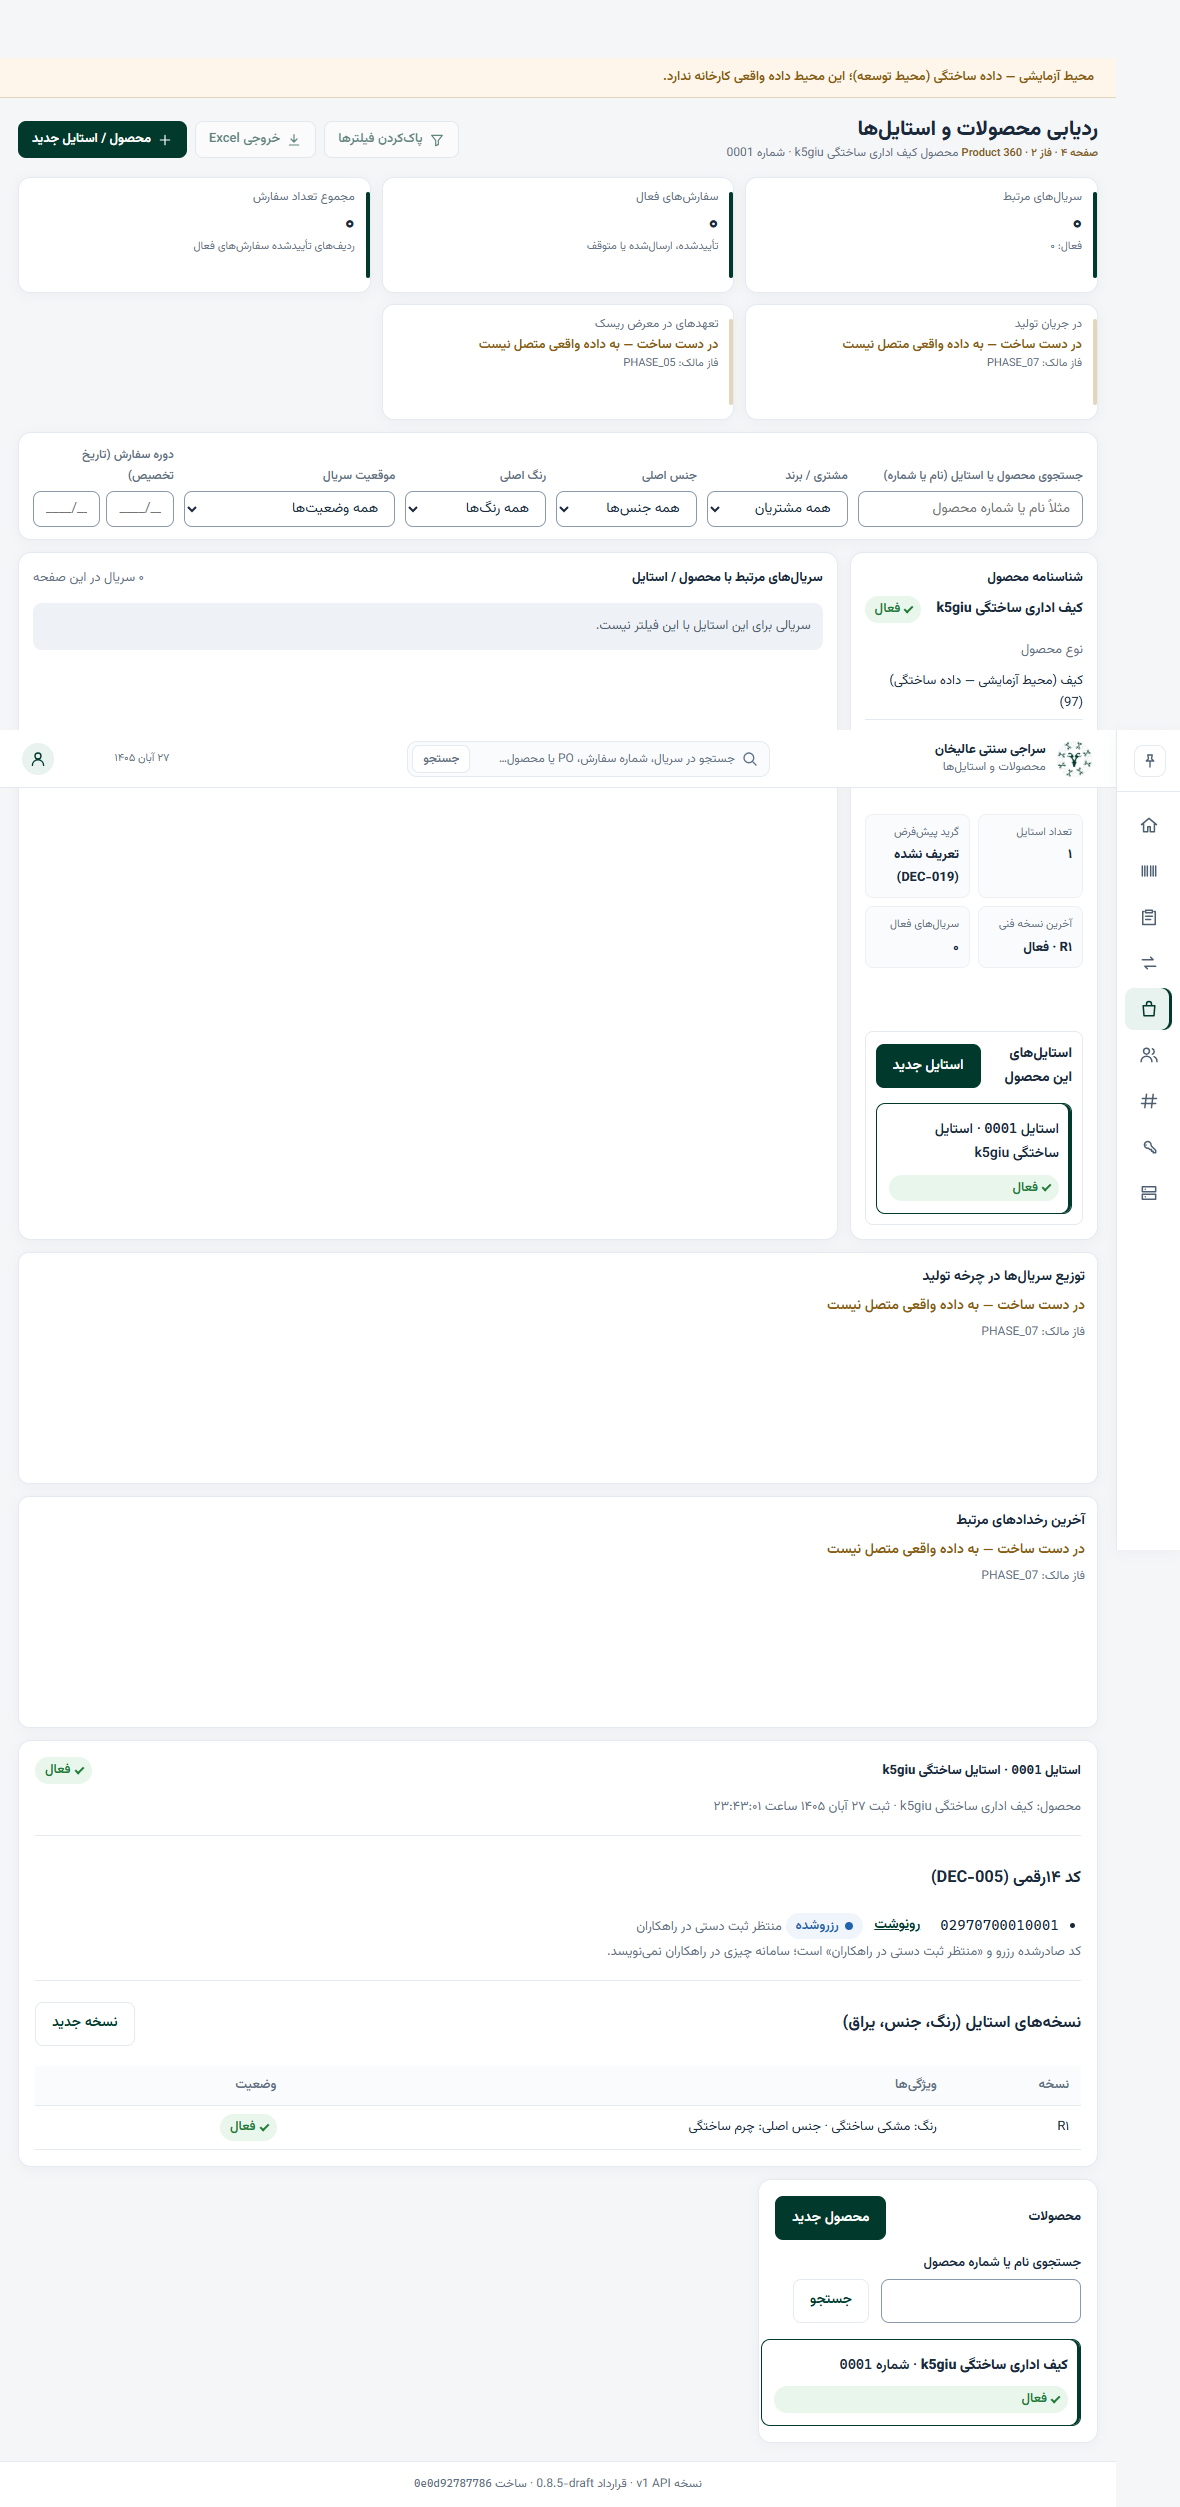 محیط آزمایشی — داده ساختگی (محیط توسعه)؛ این محیط داده واقعی کارخانه ندارد.
ردیابی محصولات و استایل‌ها
صفحه ۴ · فاز ۲ · Product 360 محصول کیف اداری ساختگی k5giu · شماره 0001
پاک‌کردن فیلترها
خروجی Excel
محصول / استایل جدید
سریال‌های مرتبط
۰
فعال: ۰
سفارش‌های فعال
۰
تأییدشده، ارسال‌شده یا متوقف
مجموع تعداد سفارش
۰
ردیف‌های تأییدشده سفارش‌های فعال
در جریان تولید
در دست ساخت — به داده واقعی متصل نیست
فاز مالک: PHASE_07
تعهدهای در معرض ریسک
در دست ساخت — به داده واقعی متصل نیست
فاز مالک: PHASE_05
جستجوی محصول یا استایل (نام یا شماره)
مثلاً نام یا شماره محصول
مشتری / برند
همه مشتریان
جنس اصلی
همه جنس‌ها
رنگ اصلی
همه رنگ‌ها
موقعیت سریال
همه وضعیت‌ها
دوره سفارش (تاریخ
تخصیص)
__/____
__/____
شناسنامه محصول
کیف اداری ساختگی k5giu
فعال
نوع محصول
کیف (محیط آزمایشی — داده ساختگی)
(97)
سریال‌های مرتبط با محصول / استایل
۰ سریال در این صفحه
سریالی برای این استایل با این فیلتر نیست.
سراجی سنتی عالیخان
محصولات و استایل‌ها
جستجو در سریال، شماره سفارش، PO یا محصول...
جستجو
۲۷ آبان ۱۴۰۵
تعداد استایل
۱
گرید پیش‌فرض
تعریف نشده
(DEC-019)
آخرین نسخه فنی
R۱ · فعال
سریال‌های فعال
۰
استایل‌های
این محصول
استایل جدید
استایل 0001 · استایل
ساختگی k5giu
فعال
توزیع سریال‌ها در چرخه تولید
در دست ساخت — به داده واقعی متصل نیست
فاز مالک: PHASE_07
آخرین رخدادهای مرتبط
در دست ساخت — به داده واقعی متصل نیست
فاز مالک: PHASE_07
استایل 0001 · استایل ساختگی k5giu
فعال
محصول: کیف اداری ساختگی k5giu · ثبت ۲۷ آبان ۱۴۰۵ ساعت ۲۳:۴۳:۰۱
کد ۱۴رقمی (DEC-005)
• 02970700010001 رونوشت رزروشده منتظر ثبت دستی در راهکاران
کد صادرشده رزرو و «منتظر ثبت دستی در راهکاران» است؛ سامانه چیزی در راهکاران نمی‌نویسد.
نسخه‌های استایل (رنگ، جنس، یراق)
نسخه جدید
نسخه ویژگی‌ها وضعیت
R۱ رنگ: مشکی ساختگی · جنس اصلی: چرم ساختگی فعال
محصولات
محصول جدید
جستجوی نام یا شماره محصول
جستجو
کیف اداری ساختگی k5giu · شماره 0001
فعال
نسخه v1 API · قرارداد 0.8.5-draft · ساخت 0e0d92787786